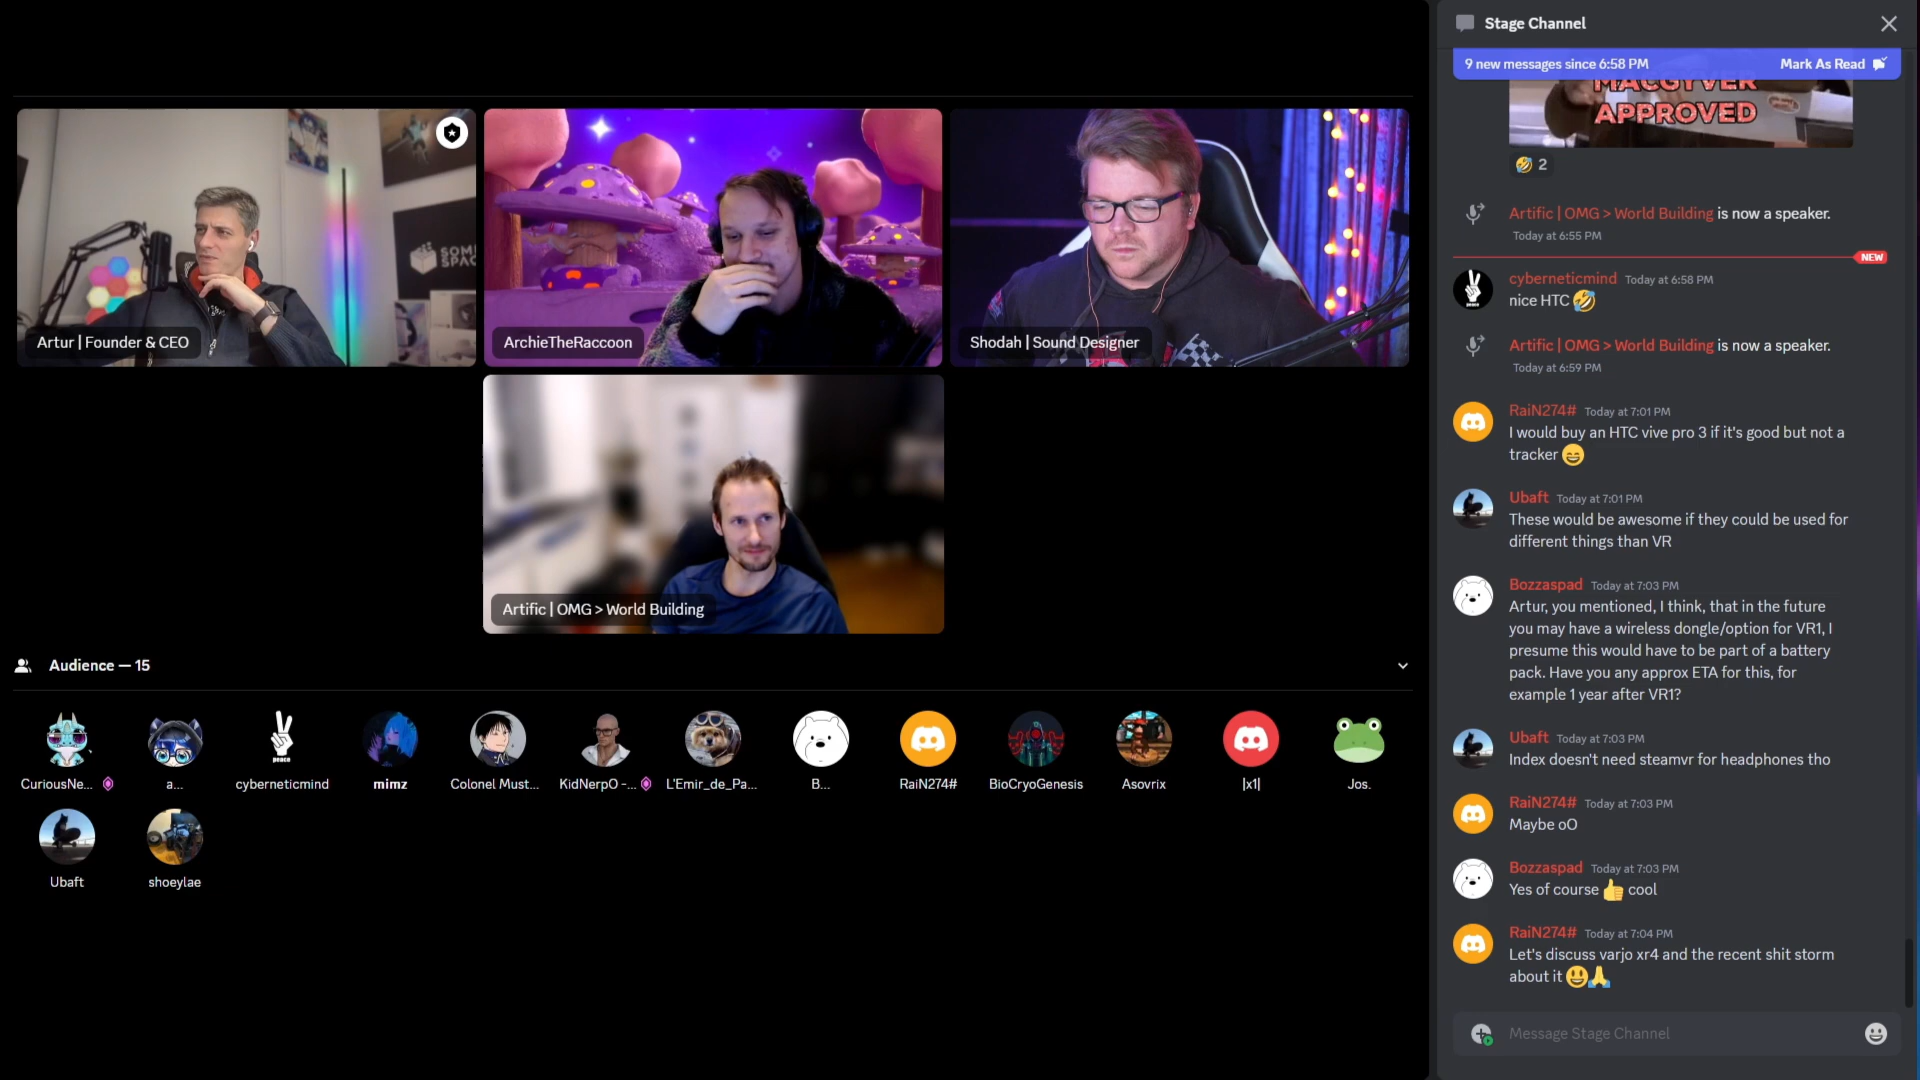 SOME
SPACE
Artur | Founder & CEO
ArchieTheRaccoon
Shodah | Sound Designer
Artific | OMG > World Building
Audience — 15
CuriousNe...
a...
cyberneticmind
mimz
Colonel Must...
KidNerpO -...
L'Emir_de_Pa...
B...
RaiN274#
BioCryoGenesis
Asovrix
|x1|
Jos.
Ubaft
shoeylae
Stage Channel
9 new messages since 6:58 PM
Mark As Read
MACGYVER
APPROVED
2
Artific | OMG > World Building is now a speaker.
Today at 6:55 PM
NEW
cyberneticmind Today at 6:58 PM
nice HTC 🤣
Artific | OMG > World Building is now a speaker.
Today at 6:59 PM
RaiN274# Today at 7:01 PM
I would buy an HTC vive pro 3 if it's good but not a
tracker 😄
Ubaft Today at 7:01 PM
These would be awesome if they could be used for
different things than VR
Bozzaspad Today at 7:03 PM
Artur, you mentioned, I think, that in the future
you may have a wireless dongle/option for VR1, I
presume this would have to be part of a battery
pack. Have you any approx ETA for this, for
example 1 year after VR1?
Ubaft Today at 7:03 PM
Index doesn't need steamvr for headphones tho
RaiN274# Today at 7:03 PM
Maybe oO
Bozzaspad Today at 7:03 PM
Yes of course 👍 cool
RaiN274# Today at 7:04 PM
Let's discuss varjo xr4 and the recent shit storm
about it 😃🙏
Message Stage Channel